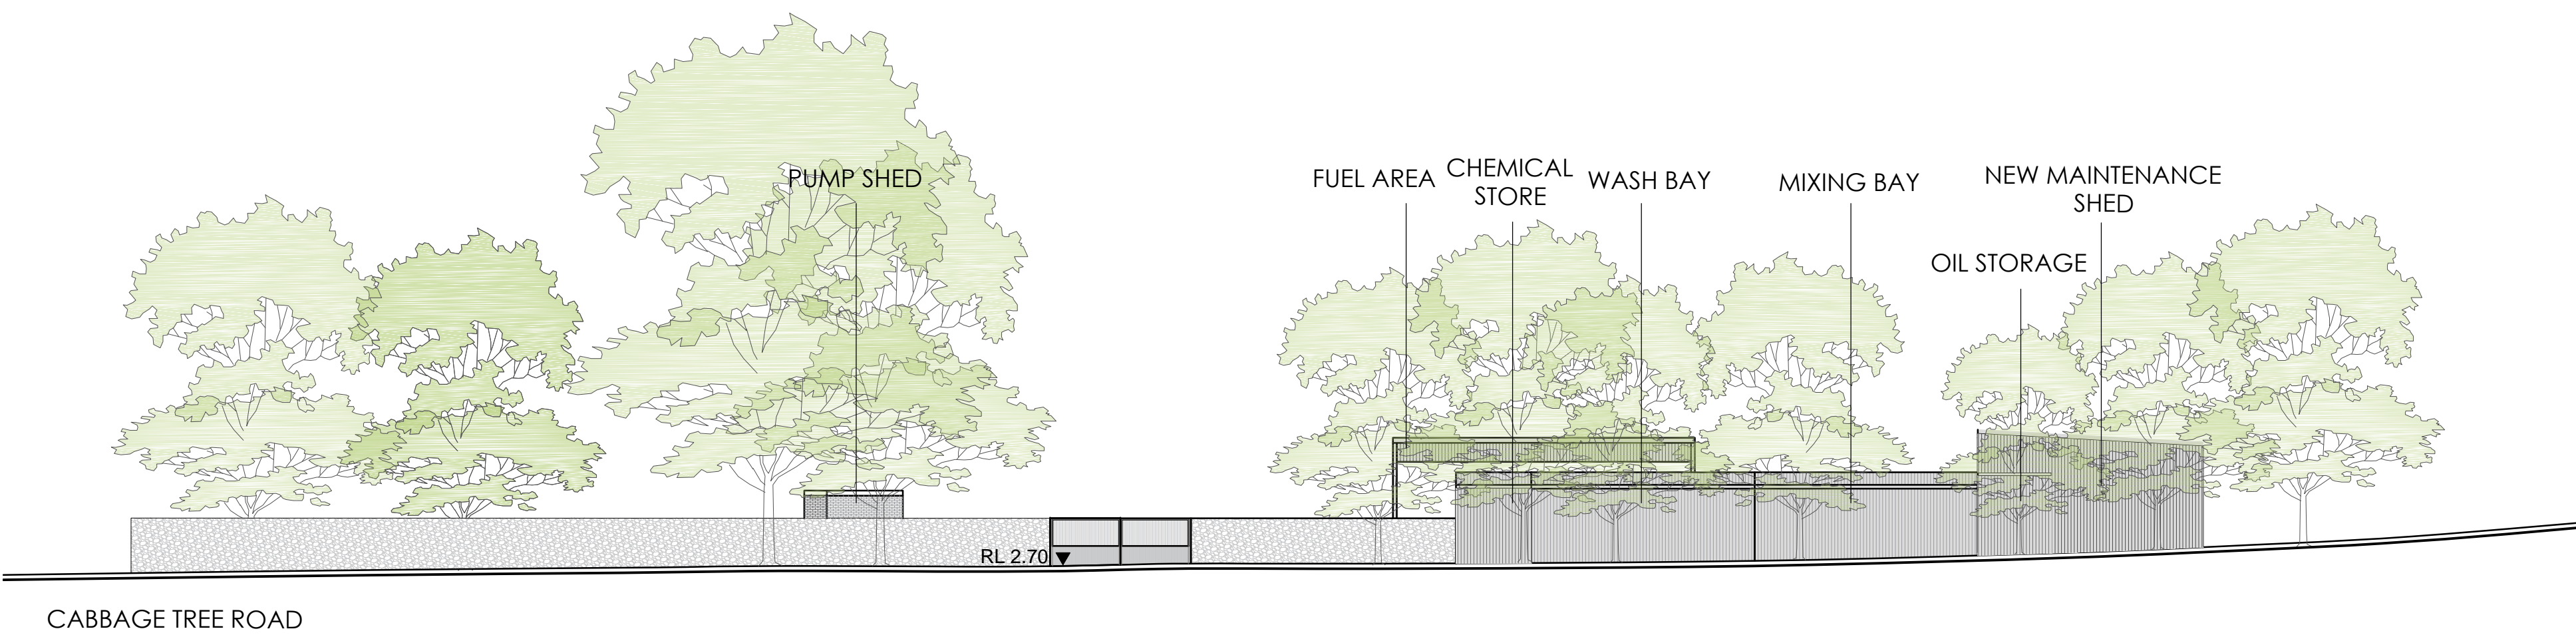 PUMP SHED
FUEL AREA
CHEMICAL
STORE
WASH BAY
MIXING BAY
NEW MAINTENANCE
SHED
OIL STORAGE
RL 2.70
CABBAGE TREE ROAD